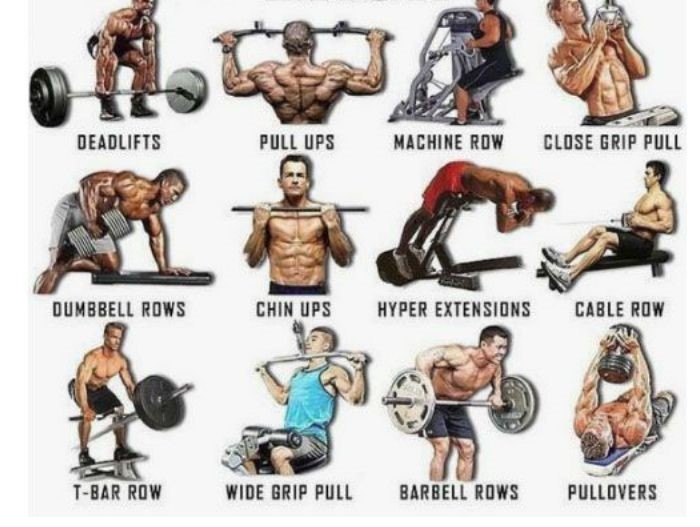 DEADLIFTS
PULL UPS
MACHINE ROW
CLOSE GRIP PULL
DUMBBELL ROWS
CHIN UPS
HYPER EXTENSIONS
CABLE ROW
T-BAR ROW
WIDE GRIP PULL
BARBELL ROWS
PULLOVERS